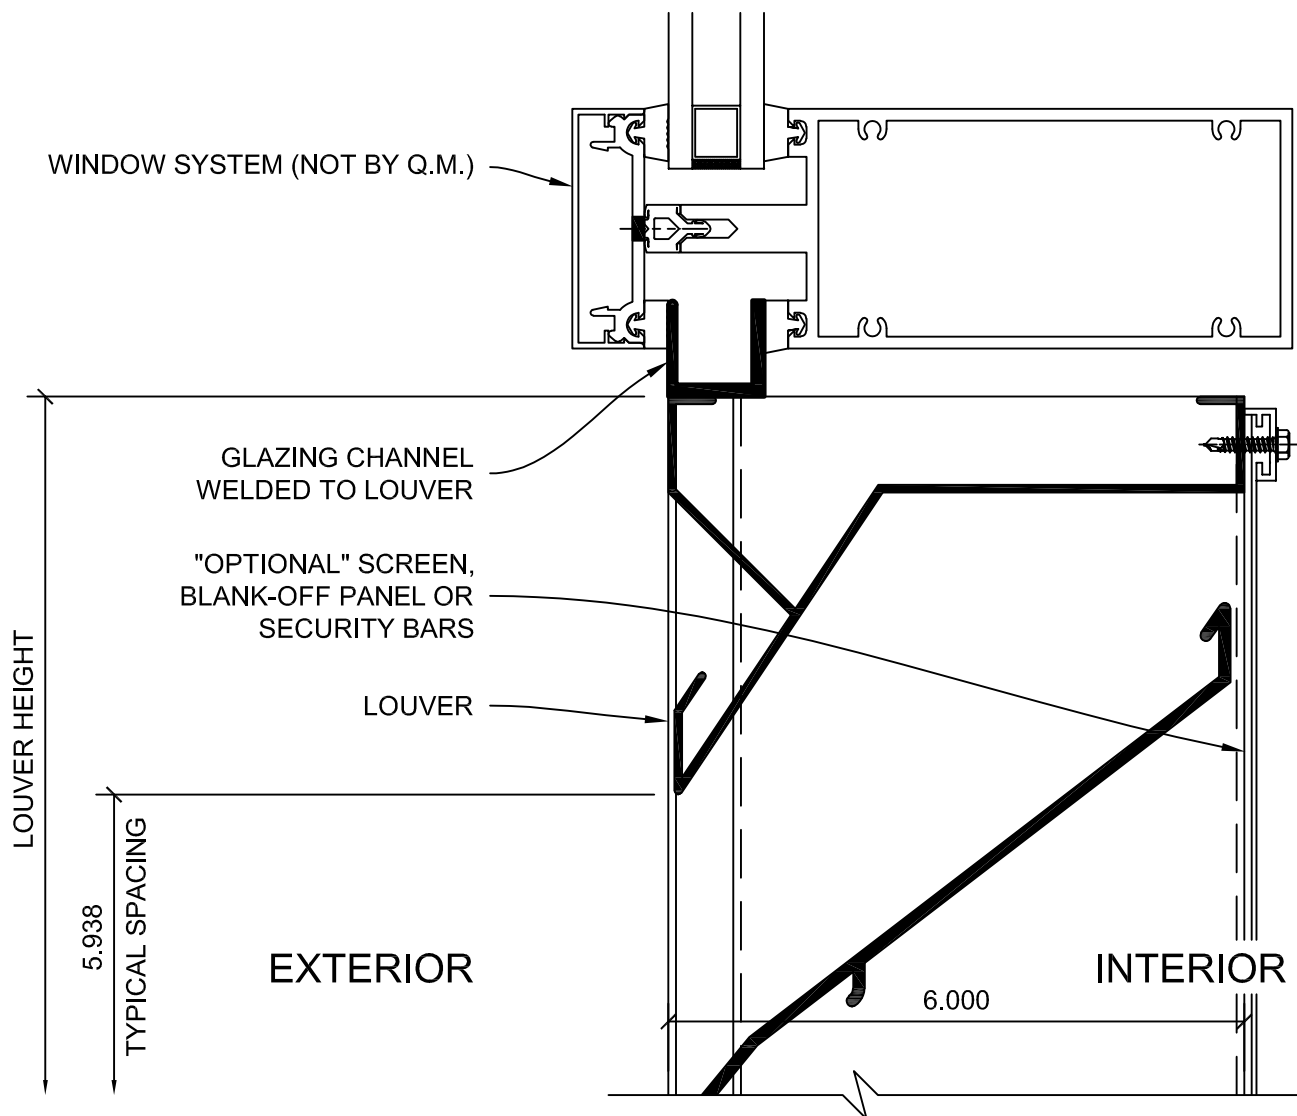 WINDOW SYSTEM (NOT BY Q.M.)
GLAZING CHANNEL
WELDED TO LOUVER
"OPTIONAL" SCREEN,
BLANK-OFF PANEL OR
SECURITY BARS
LOUVER
LOUVER HEIGHT
5.938
TYPICAL SPACING
EXTERIOR
INTERIOR
6.000